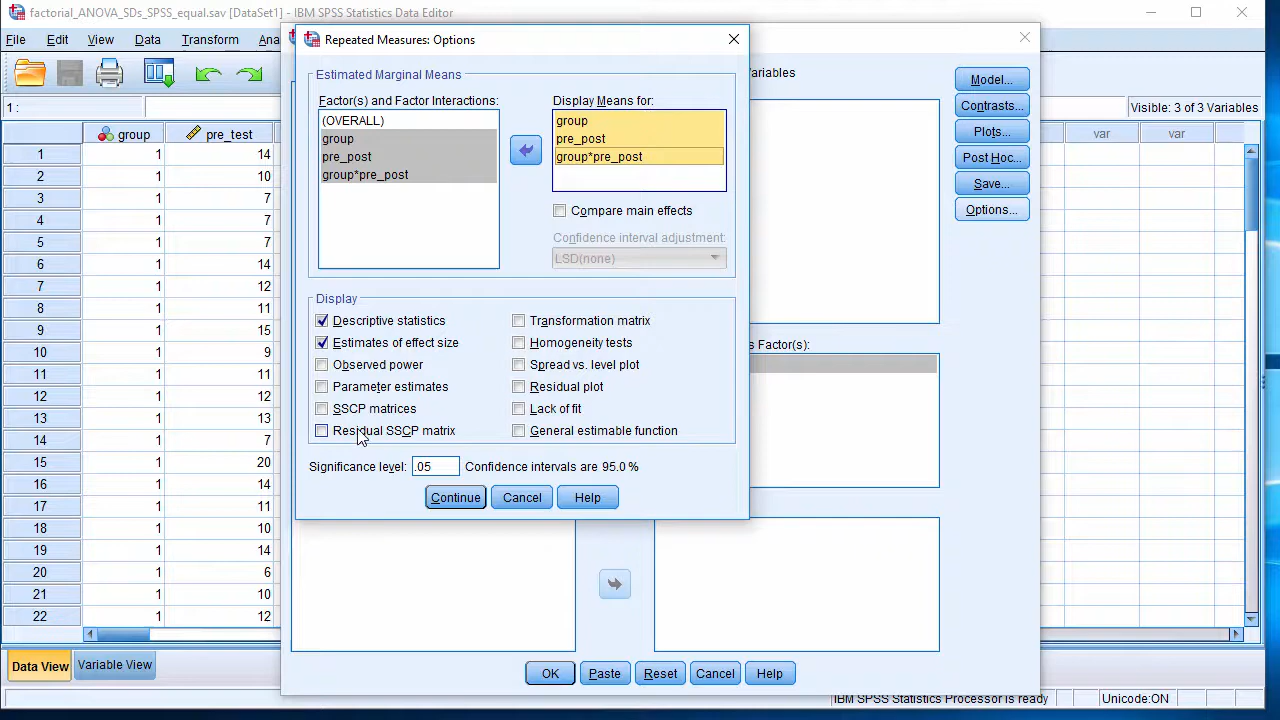 factorial_ANOVA_SDs_SPSS_equal.sav [DataSet1] - IBM SPSS Statistics Data Editor
File Edit View Data Transform Ana
Repeated Measures: Options
1 :
Visible: 3 of 3 Variables
group pre_test
var var
1 1 14
2 1 10
3 1 7
4 1 7
5 1 7
6 1 14
7 1 12
8 1 11
9 1 15
10 1 9
11 1 12
12 1 12
13 1 13
14 1 7
15 1 20
16 1 14
17 1 11
18 1 10
19 1 14
20 1 6
21 1 10
22 1 12
Estimated Marginal Means
Factor(s) and Factor Interactions:
(OVERALL)
group
pre_post
group*pre_post
Display Means for:
group
pre_post
group*pre_post
Compare main effects
Confidence interval adjustment:
LSD(none)
Display
Descriptive statistics
Estimates of effect size
Observed power
Parameter estimates
SSCP matrices
Residual SSCP matrix
Transformation matrix
Homogeneity tests
Spread vs. level plot
Residual plot
Lack of fit
General estimable function
Significance level: .05 Confidence intervals are 95.0 %
Continue Cancel Help
Variables
s Factor(s):
Model...
Contrasts...
Plots...
Post Hoc...
Save...
Options...
OK Paste Reset Cancel Help
Data View Variable View
IBM SPSS Statistics Processor is ready Unicode:ON